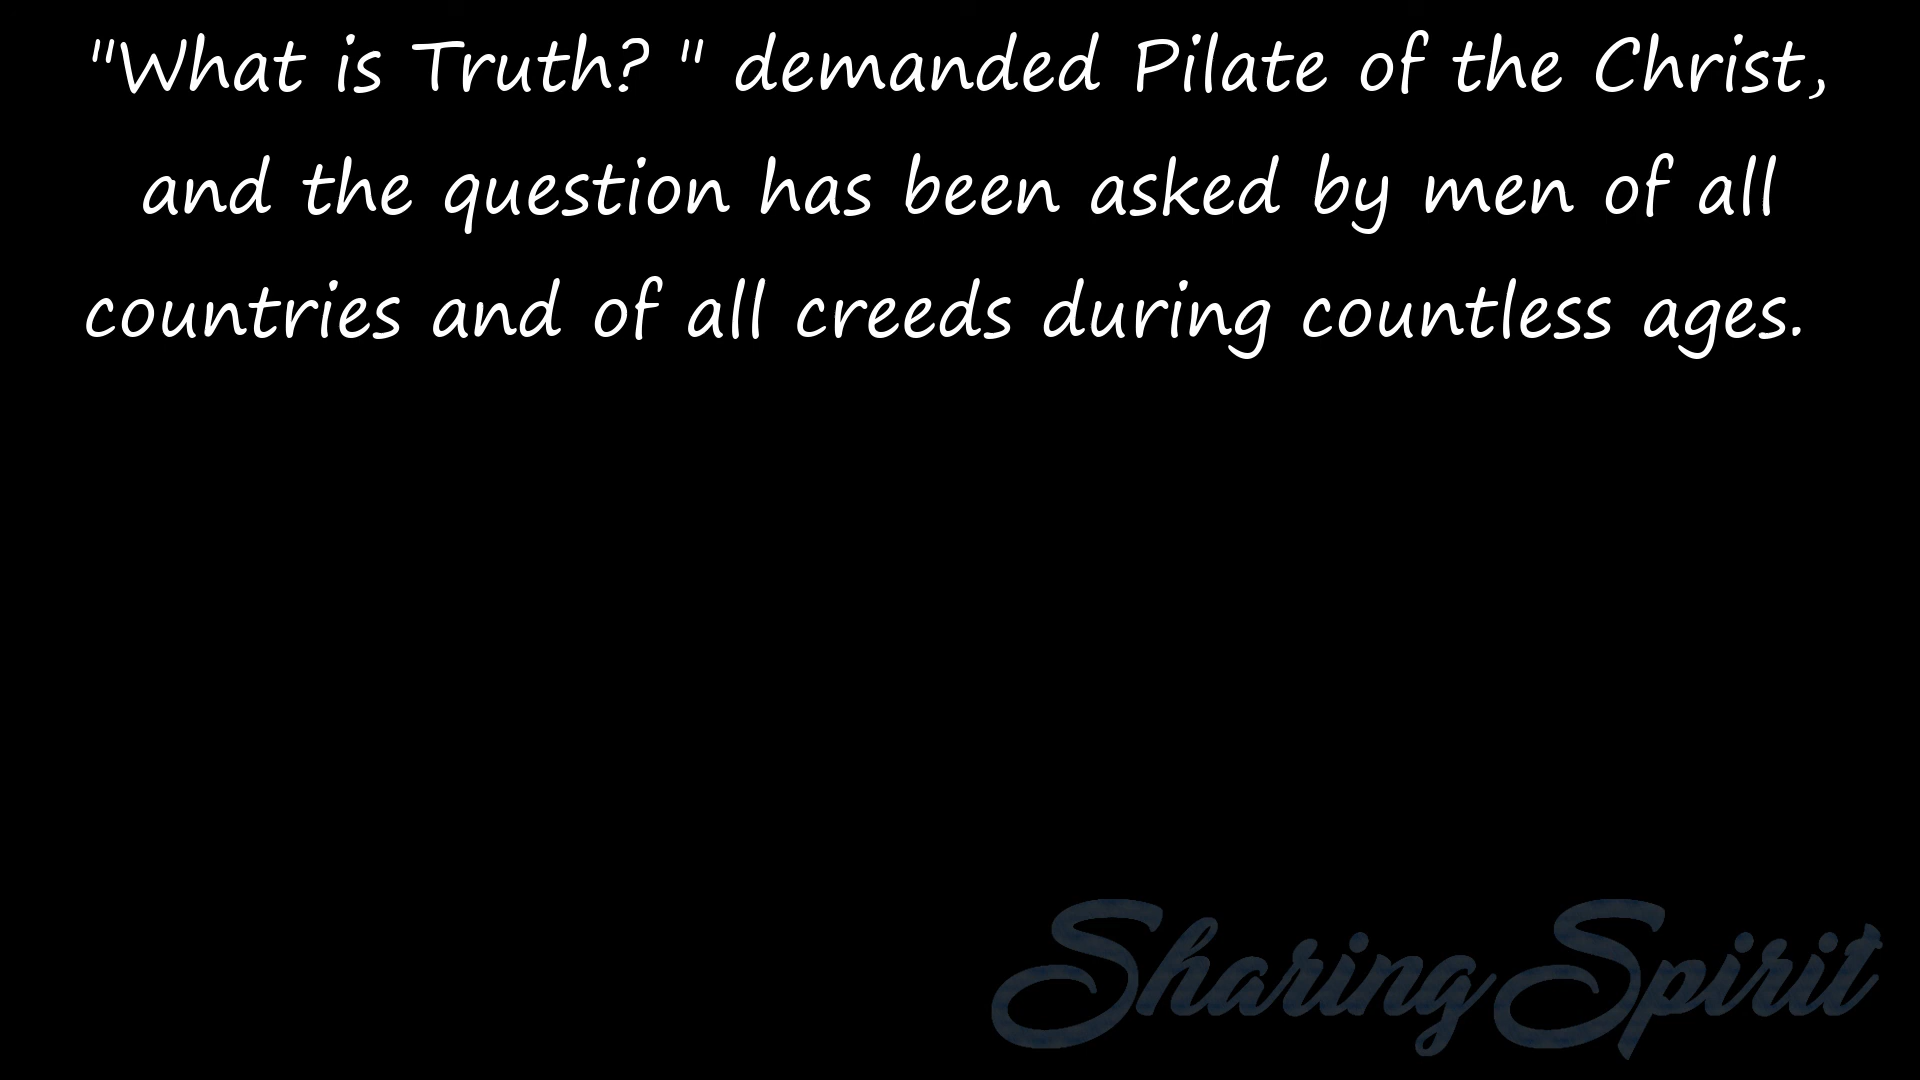 "What is Truth? " demanded Pilate of the Christ,
and the question has been asked by men of all
countries and of all creeds during countless ages.
Sharing Spirit